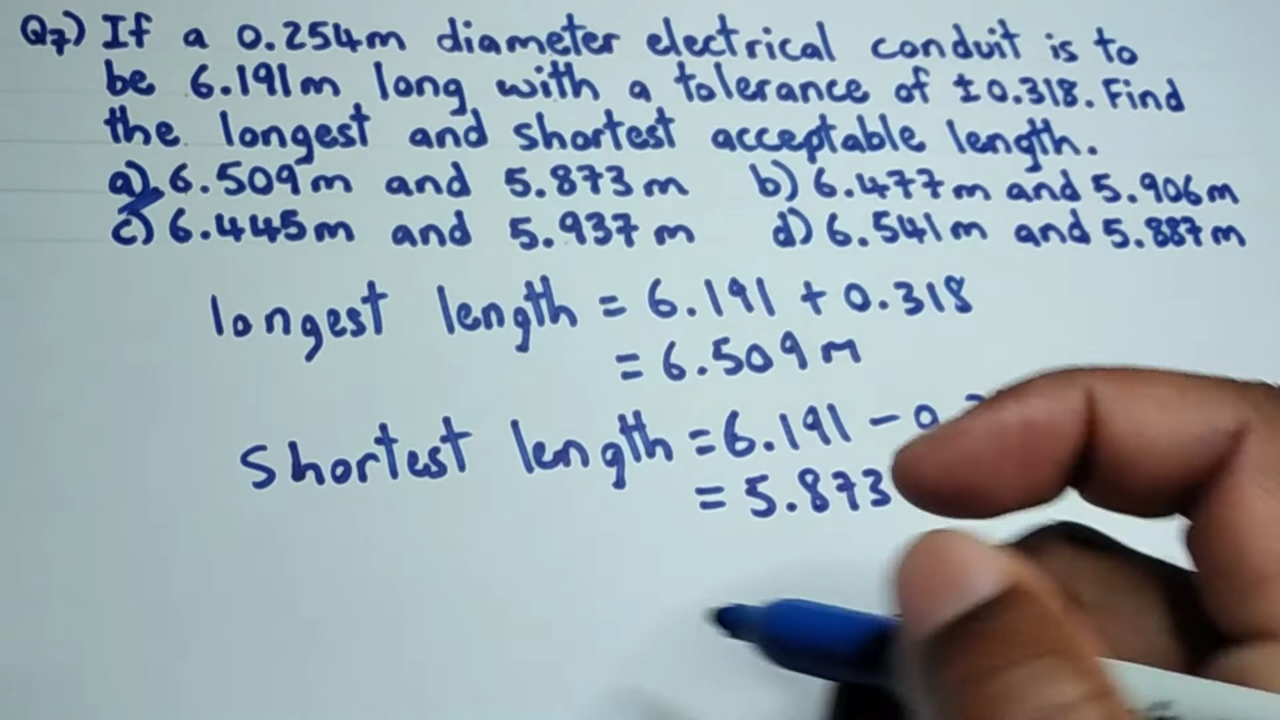 Q7) If a 0.254m diameter electrical conduit is to
be 6.191m long with a tolerance of ±0.318. Find
the longest and shortest acceptable length.
a) 6.509m and 5.873m b) 6.477m and 5.906m
c) 6.445m and 5.937m d) 6.541m and 5.887m
longest length = 6.191 + 0.318
= 6.509m
Shortest length = 6.191 - 0.
= 5.873